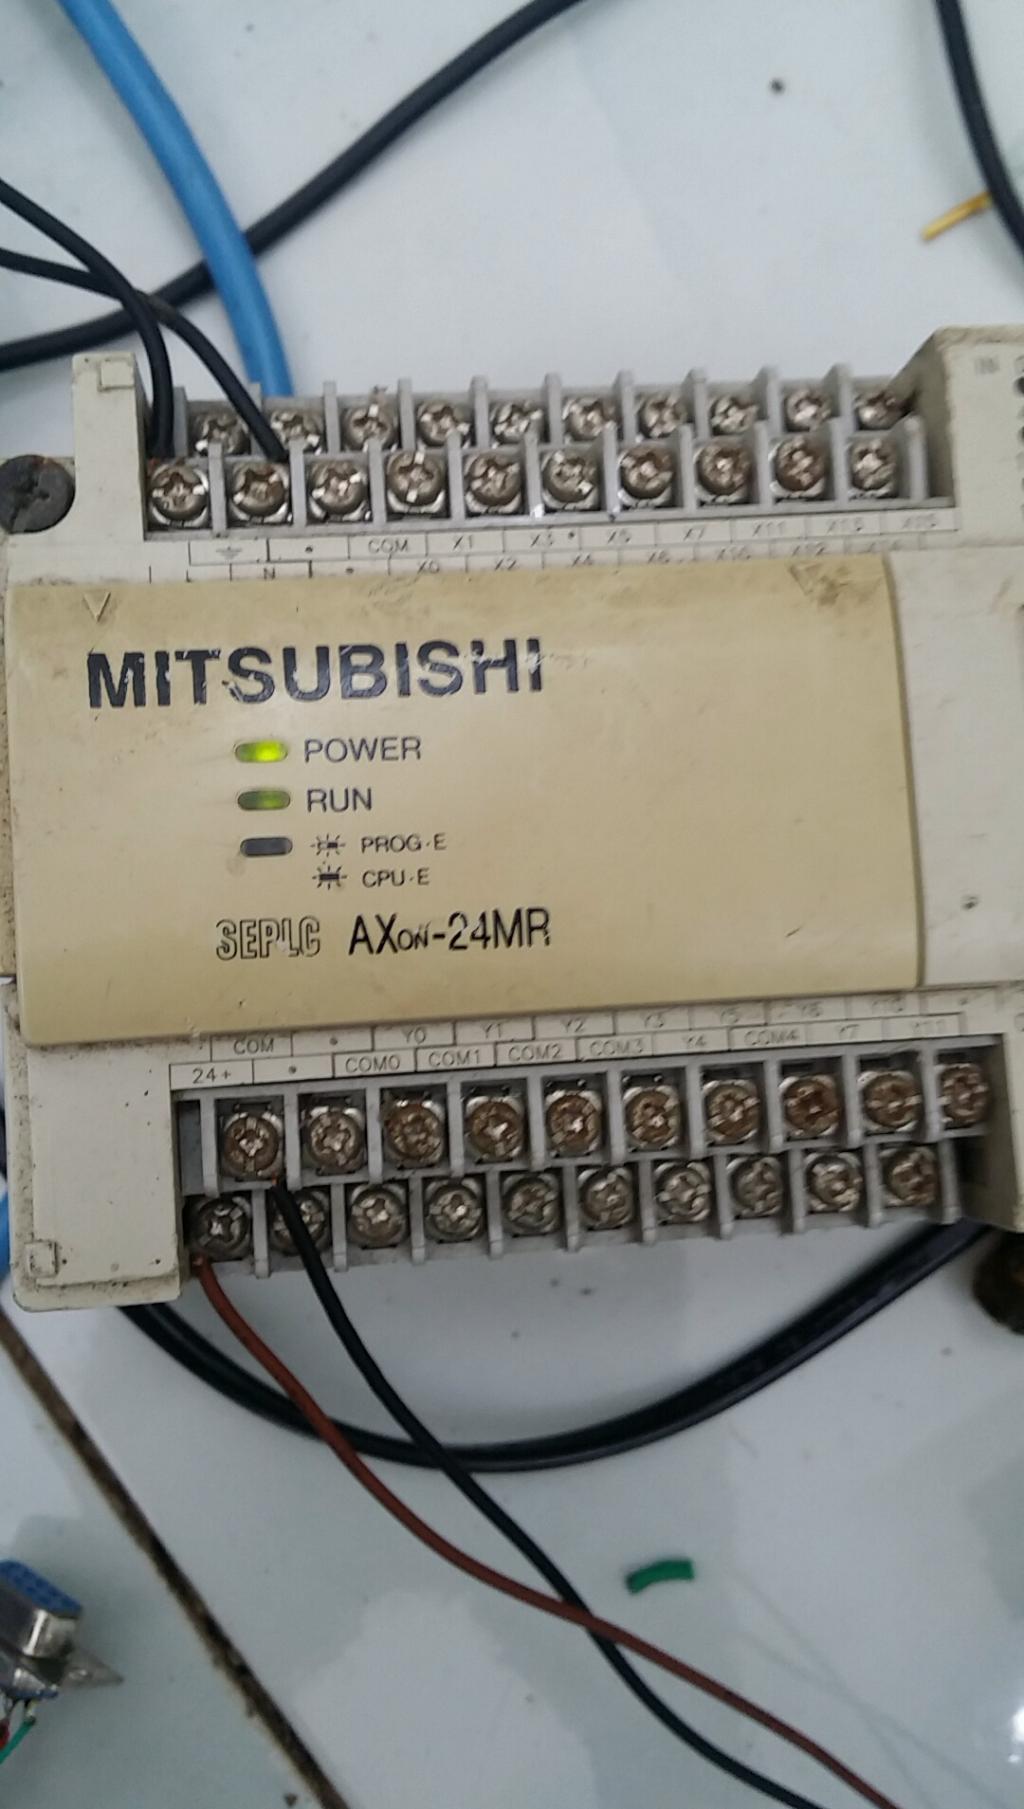 IN
COM X1 X3 • X5 X7 X11 X13 X15
N • X0 X2 X4 X6 X10 X12
MITSUBISHI
POWER
RUN
PROG·E
CPU·E
SEPLC AXON-24MR
COM • Y0 Y1 Y2 Y3 Y5 Y6 Y10 •
24+ • COM0 COM1 COM2 COM3 Y4 COM4 Y7 Y11